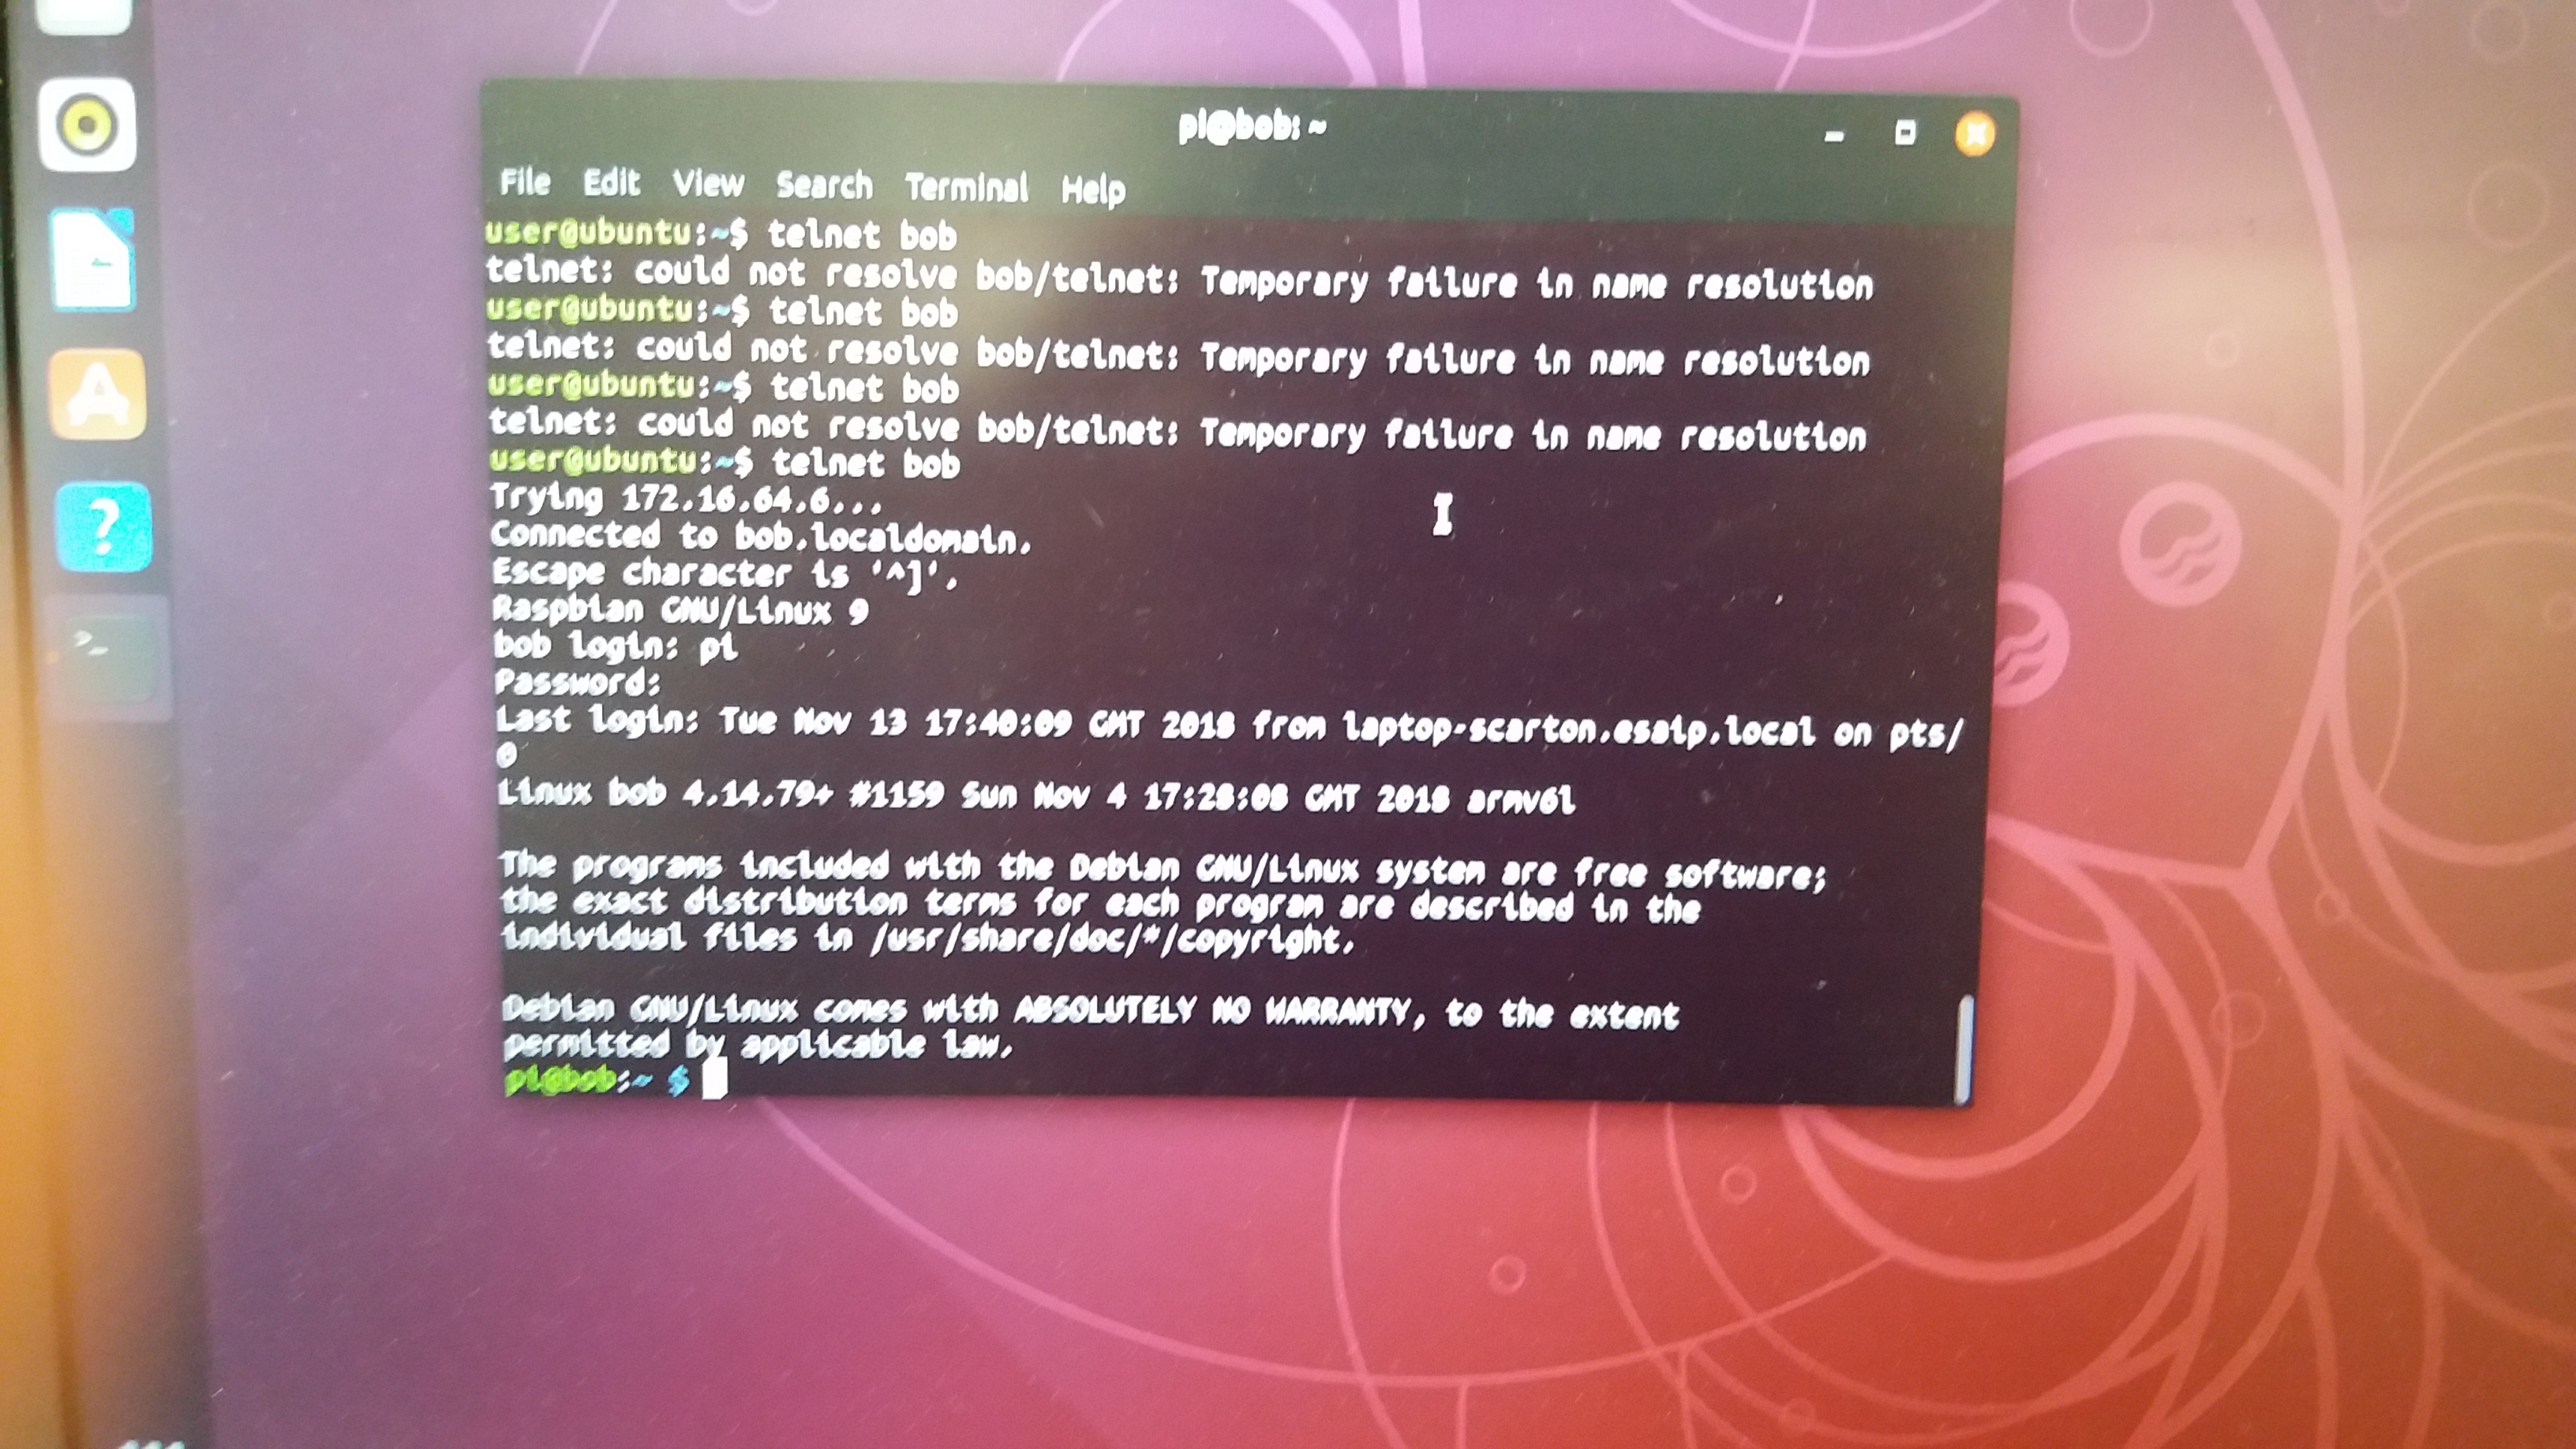 pi@bob: ~
File Edit View Search Terminal Help
user@ubuntu:~$ telnet bob
telnet: could not resolve bob/telnet: Temporary failure in name resolution
user@ubuntu:~$ telnet bob
telnet: could not resolve bob/telnet: Temporary failure in name resolution
user@ubuntu:~$ telnet bob
telnet: could not resolve bob/telnet: Temporary failure in name resolution
user@ubuntu:~$ telnet bob
Trying 172.16.64.6...
Connected to bob.localdomain.
Escape character is '^]'.
Raspbian GNU/Linux 9
bob login: pi
Password:
Last login: Tue Nov 13 17:40:09 GMT 2018 from laptop-scarton.esaip.local on pts/
0
Linux bob 4.14.79+ #1159 Sun Nov 4 17:28:08 GMT 2018 armv6l
The programs included with the Debian GNU/Linux system are free software;
the exact distribution terms for each program are described in the
individual files in /usr/share/doc/*/copyright.
Debian GNU/Linux comes with ABSOLUTELY NO WARRANTY, to the extent
permitted by applicable law.
pi@bob:~ $